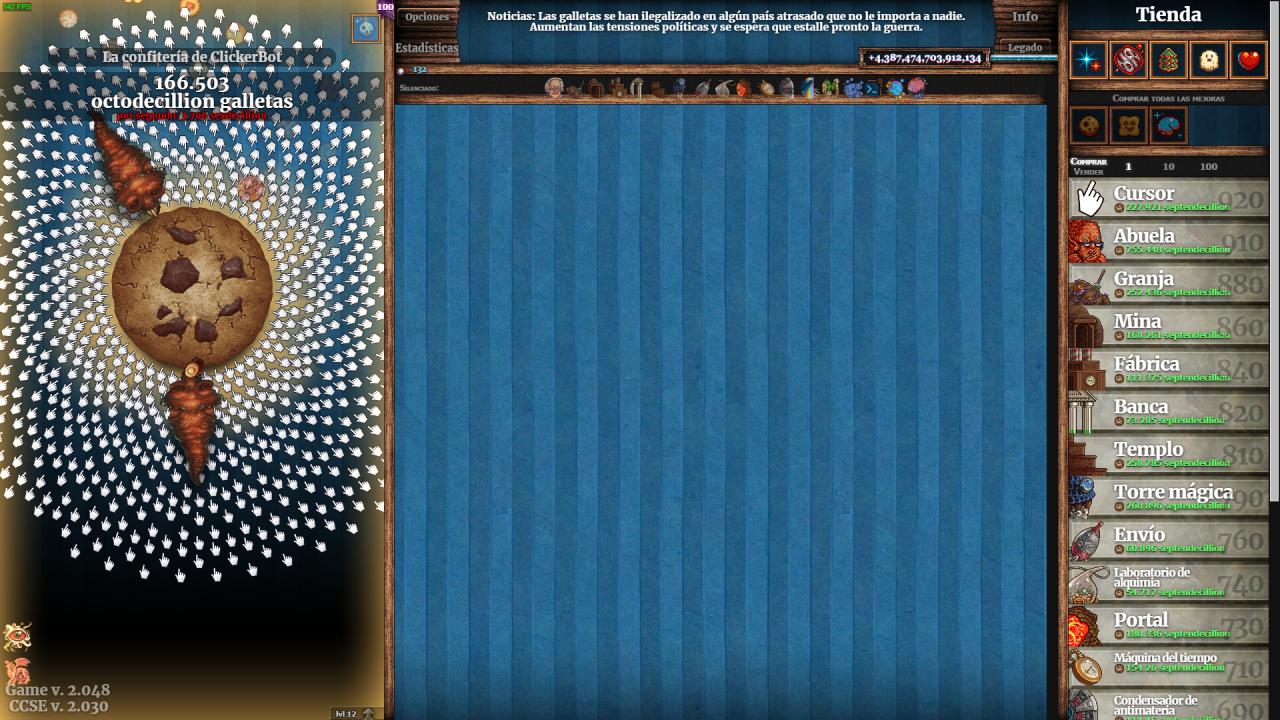 142 FPS
La confitería de ClickerBot
166.503
octodecillion galletas
100
Opciones
Estadísticas
Noticias: Las galletas se han ilegalizado en algún país atrasado que no le importa a nadie.
Aumentan las tensiones políticas y se espera que estalle pronto la guerra.
Info
Legado
+4,387,474,703,912,134
132
Silenciado:
Game v. 2.048
CCSE v. 2.030
lvl 12
Tienda
Comprar todas las mejoras
Comprar
Vender
1 10 100
Cursor
227.921 septendecillion
920
Abuela
755.448 septendecillion
910
Granja
252.436 septendecillion
880
Mina
168.261 septendecillion
860
Fábrica
111.375 septendecillion
840
Banca
73.285 septendecillion
820
Templo
258.785 septendecillion
810
Torre mágica
260.896 septendecillion
790
Envío
60.896 septendecillion
760
Laboratorio de
alquimia
54.717 septendecillion
740
Portal
180.336 septendecillion
730
Máquina del tiempo
154.26 septendecillion
710
Condensador de
antimateria
690